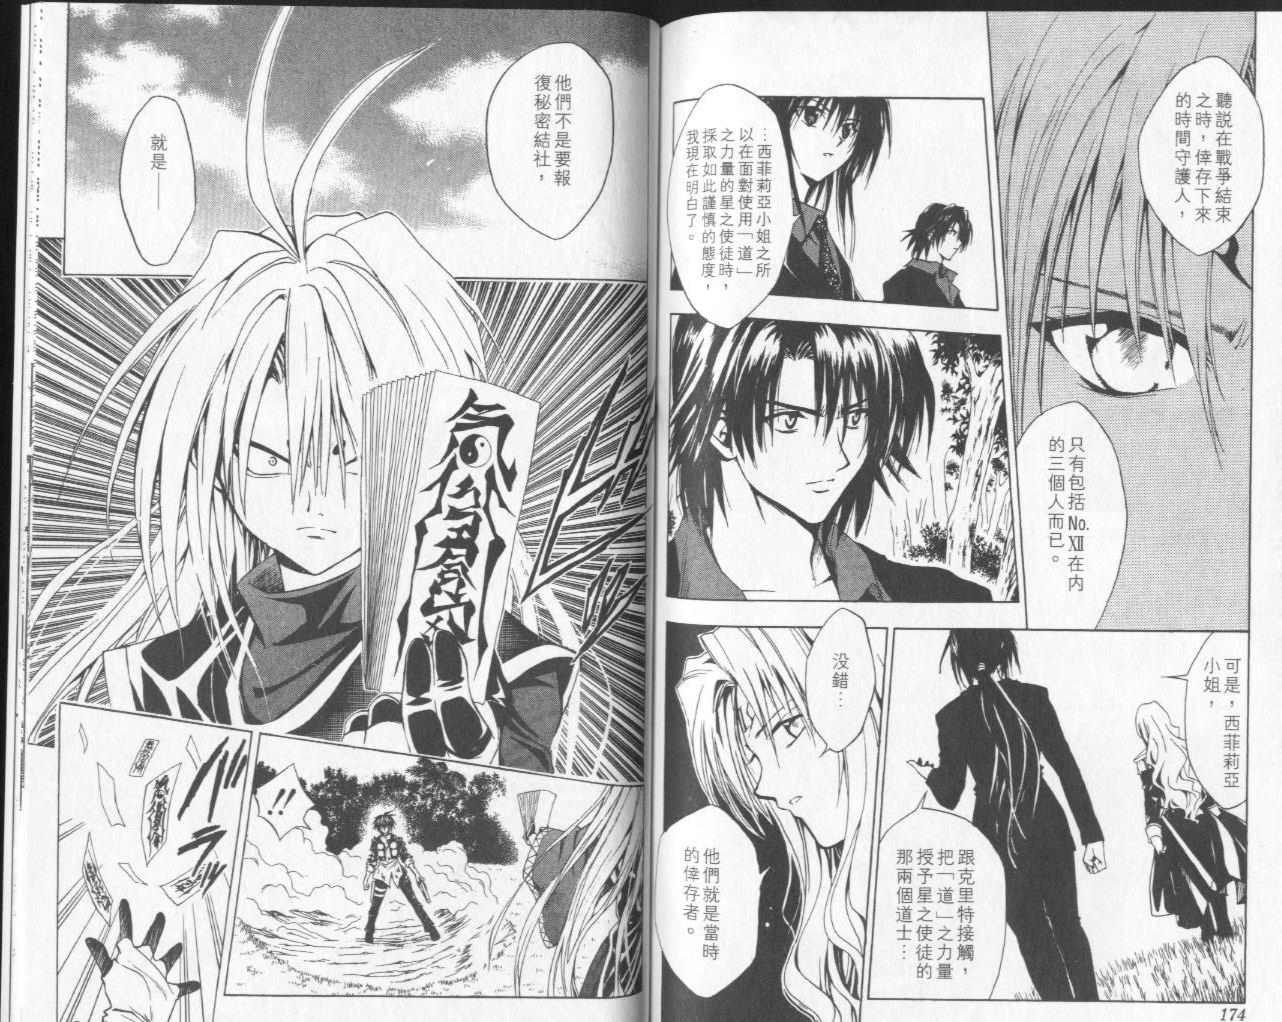 聽說在戰爭結束
之時，倖存下來
的時間守護人，
只有包括No.
XII在内
的三個人而已。
…西菲莉亞小姐之所
以在面對使用「道」
之力量的星之使徒時，
採取如此謹慎的態度，
我現在明白了。
可是，西菲莉亞
小姐，
跟克里特接觸，
把「道」之力量
授予星之使徒的
那兩個道士…
没錯…
他們就是當時
的倖存者。
他們不是要報
復秘密結社，
就是——
!!
バラッ
174